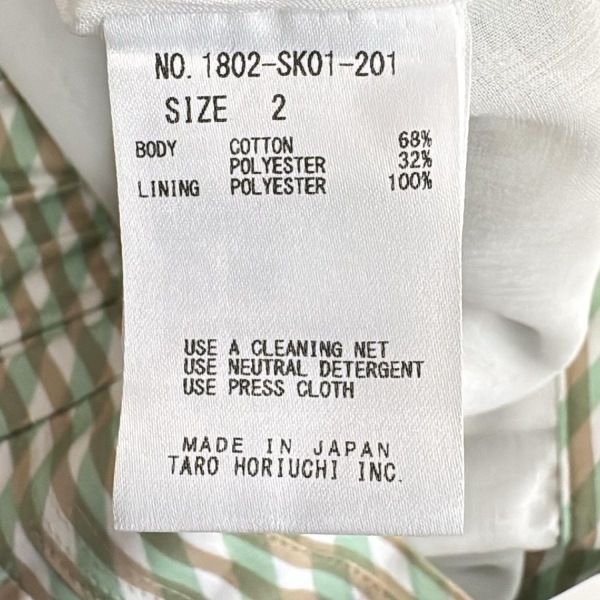 NO. 1802-SK01-201
SIZE 2
BODY COTTON 68%
POLYESTER 32%
LINING POLYESTER 100%
USE A CLEANING NET
USE NEUTRAL DETERGENT
USE PRESS CLOTH
MADE IN JAPAN
TARO HORIUCHI INC.